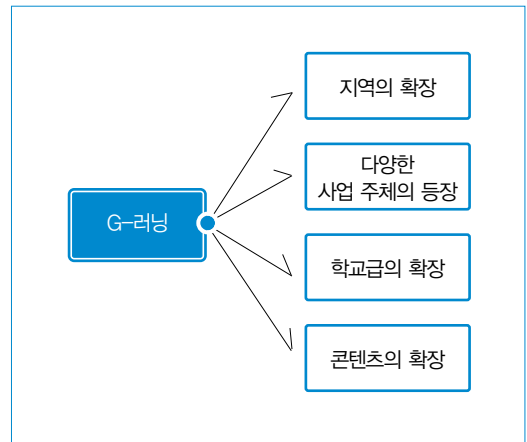 지역의 확장
다양한
사업 주체의 등장
G-러닝
학교급의 확장
콘텐츠의 확장